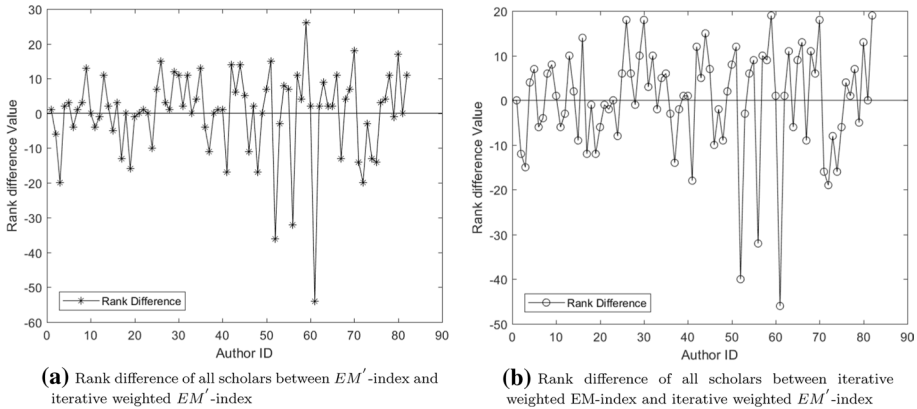 30
20
10
0
-10
-20
-30
-40
-50
-60
Rank difference Value
0 10 20 30 40 50 60 70 80 90
Author ID
Rank Difference
(a) Rank difference of all scholars between EM′-index and
iterative weighted EM′-index
20
10
0
-10
-20
-30
-40
-50
Rank difference Value
0 10 20 30 40 50 60 70 80 90
Author ID
Rank Difference
(b) Rank difference of all scholars between iterative
weighted EM-index and iterative weighted EM′-index